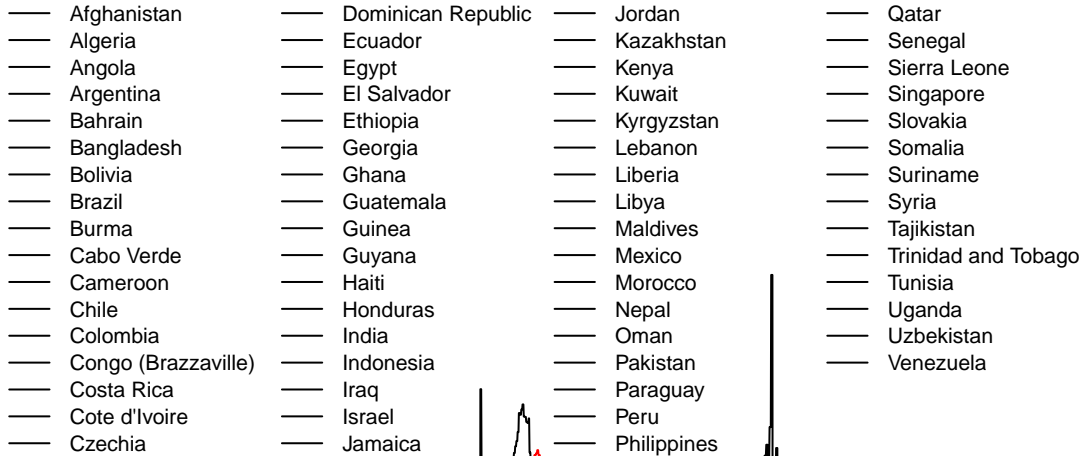 Afghanistan
Algeria
Angola
Argentina
Bahrain
Bangladesh
Bolivia
Brazil
Burma
Cabo Verde
Cameroon
Chile
Colombia
Congo (Brazzaville)
Costa Rica
Cote d'Ivoire
Czechia
Dominican Republic
Ecuador
Egypt
El Salvador
Ethiopia
Georgia
Ghana
Guatemala
Guinea
Guyana
Haiti
Honduras
India
Indonesia
Iraq
Israel
Jamaica
Jordan
Kazakhstan
Kenya
Kuwait
Kyrgyzstan
Lebanon
Liberia
Libya
Maldives
Mexico
Morocco
Nepal
Oman
Pakistan
Paraguay
Peru
Philippines
Qatar
Senegal
Sierra Leone
Singapore
Slovakia
Somalia
Suriname
Syria
Tajikistan
Trinidad and Tobago
Tunisia
Uganda
Uzbekistan
Venezuela